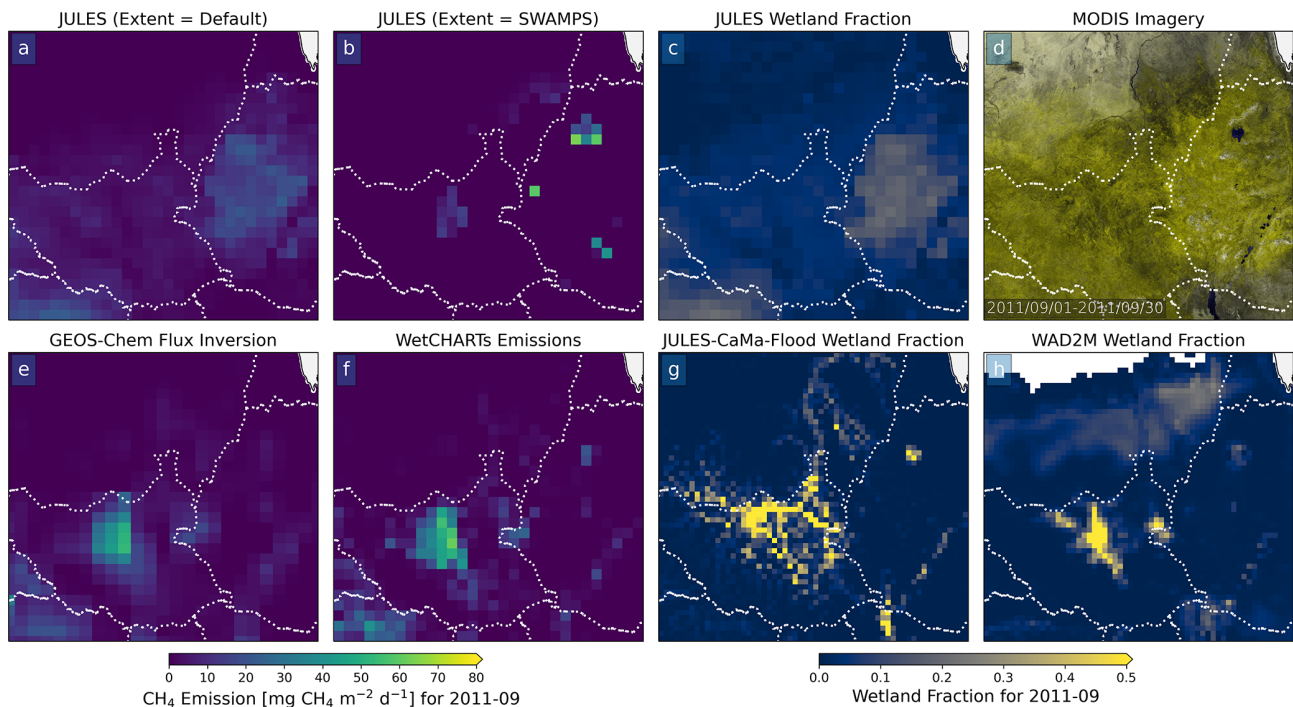 JULES (Extent = Default)
JULES (Extent = SWAMPS)
JULES Wetland Fraction
MODIS Imagery
a
b
c
d
2011/09/01-2011/09/30
GEOS-Chem Flux Inversion
WetCHARTs Emissions
JULES-CaMa-Flood Wetland Fraction
WAD2M Wetland Fraction
e
f
g
h
0 10 20 30 40 50 60 70 80
CH₄ Emission [mg CH₄ m⁻² d⁻¹] for 2011-09
0.0 0.1 0.2 0.3 0.4 0.5
Wetland Fraction for 2011-09